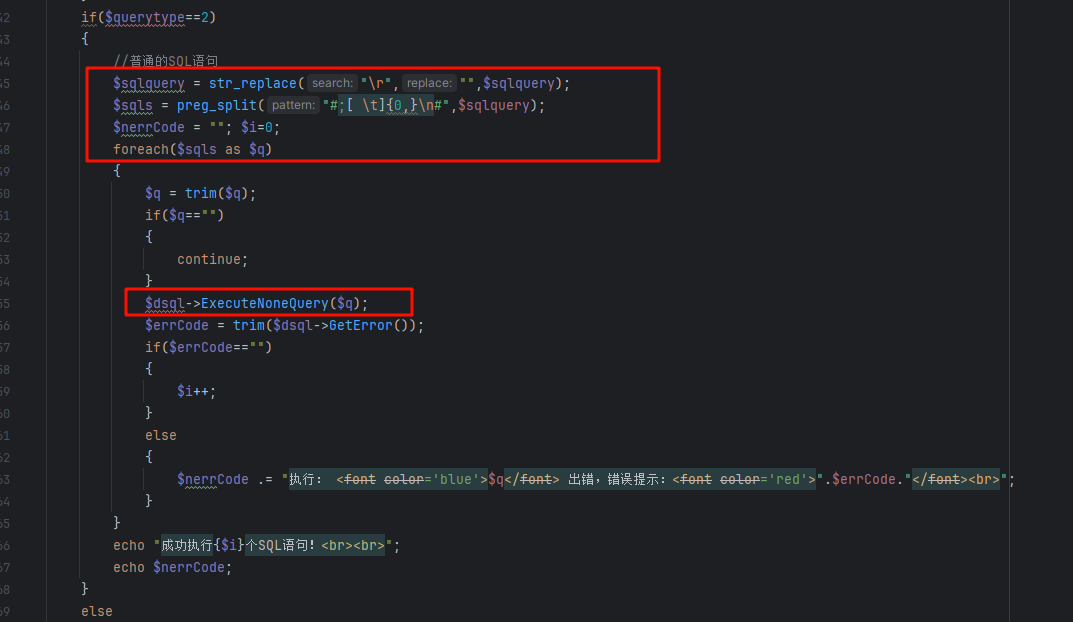 42 if($querytype==2)
43 {
44 //普通的SQL语句
45 $sqlquery = str_replace( search: "\r", replace: "",$sqlquery);
46 $sqls = preg_split( pattern: "#;[ \t]{0,}\n#",$sqlquery);
47 $nerrCode = ""; $i=0;
48 foreach($sqls as $q)
49 {
50 $q = trim($q);
51 if($q=="")
52 {
53 continue;
54 }
55 $dsql->ExecuteNoneQuery($q);
56 $errCode = trim($dsql->GetError());
57 if($errCode=="")
58 {
59 $i++;
60 }
61 else
62 {
63 $nerrCode .= "执行: <font color='blue'>$q</font> 出错，错误提示：<font color='red'>".$errCode."</font><br>";
64 }
65 }
66 echo "成功执行{$i}个SQL语句！<br><br>";
67 echo $nerrCode;
68 }
69 else